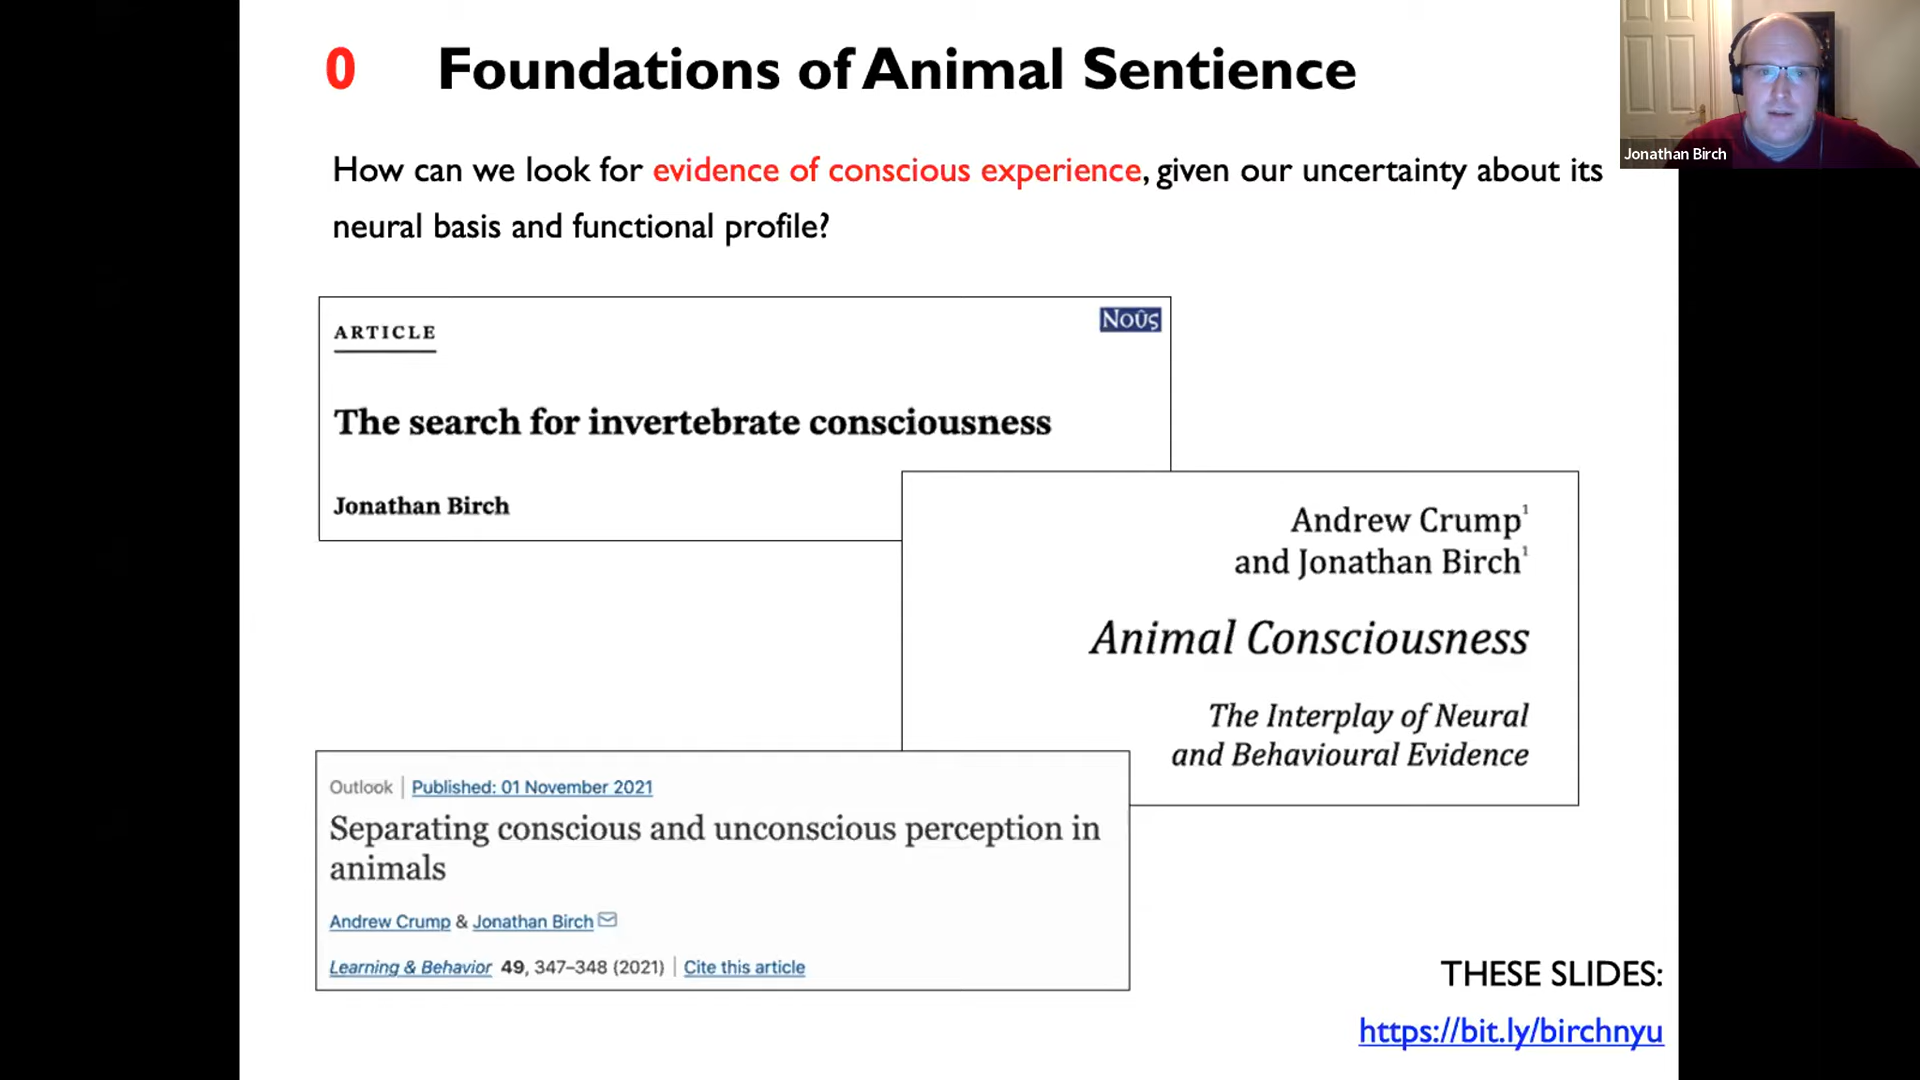 0 Foundations of Animal Sentience
Jonathan Birch
How can we look for evidence of conscious experience, given our uncertainty about its
neural basis and functional profile?
ARTICLE
Noûς
The search for invertebrate consciousness
Jonathan Birch
Andrew Crump¹
and Jonathan Birch¹
Animal Consciousness
The Interplay of Neural
and Behavioural Evidence
Outlook | Published: 01 November 2021
Separating conscious and unconscious perception in
animals
Andrew Crump & Jonathan Birch
Learning & Behavior 49, 347–348 (2021) | Cite this article
THESE SLIDES:
https://bit.ly/birchnyu